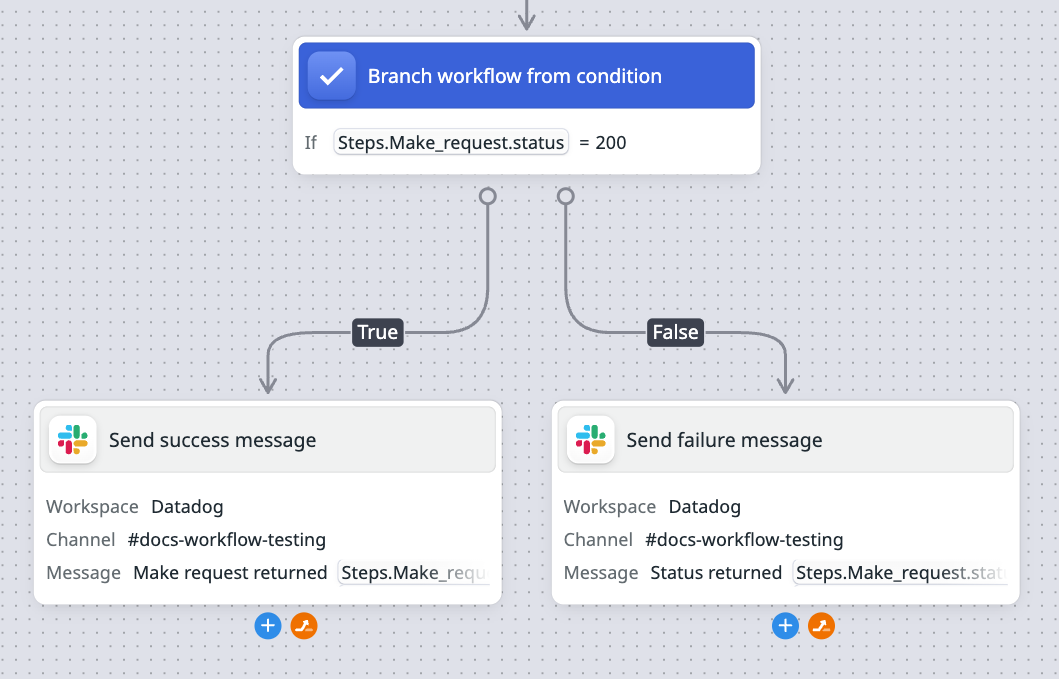 Branch workflow from condition
If Steps.Make_request.status = 200
True
False
Send success message
Workspace Datadog
Channel #docs-workflow-testing
Message Make request returned Steps.Make_requ
Send failure message
Workspace Datadog
Channel #docs-workflow-testing
Message Status returned Steps.Make_request.stat